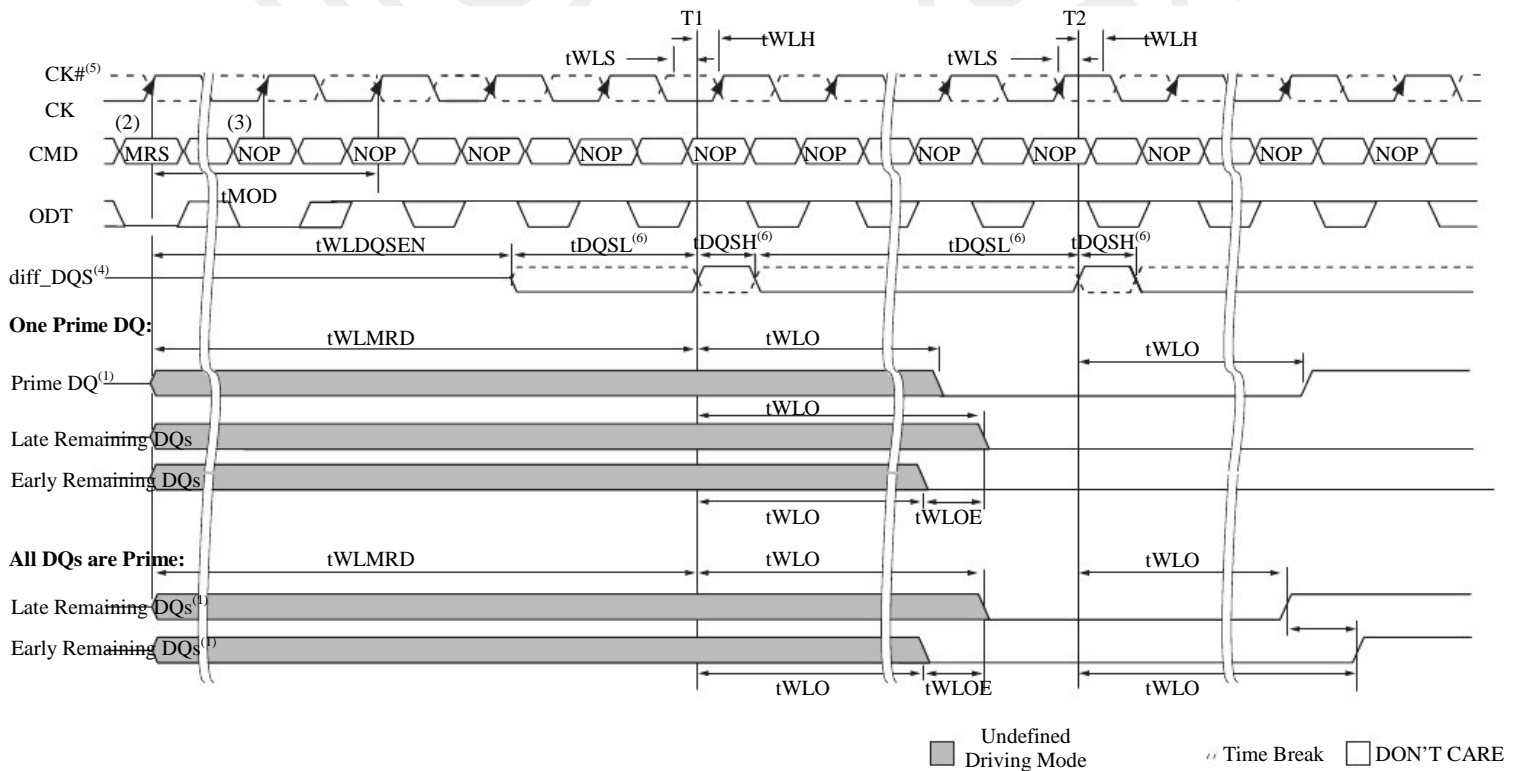 T1 T2
tWLH tWLH
tWLS tWLS
CK#(5)
CK
(2) (3)
CMD MRS NOP NOP NOP NOP NOP NOP NOP NOP NOP NOP NOP
tMOD
ODT
tWLDQSEN tDQSL(6) tDQSH(6) tDQSL(6) tDQSH(6)
diff_DQS(4)
One Prime DQ:
tWLMRD tWLO tWLO
Prime DQ(1)
tWLO
Late Remaining DQs
Early Remaining DQs
tWLO tWLOE
All DQs are Prime:
tWLMRD tWLO tWLO
Late Remaining DQs(1)
Early Remaining DQs(1)
tWLO tWLOE tWLO
Undefined
Driving Mode
Time Break
DON'T CARE